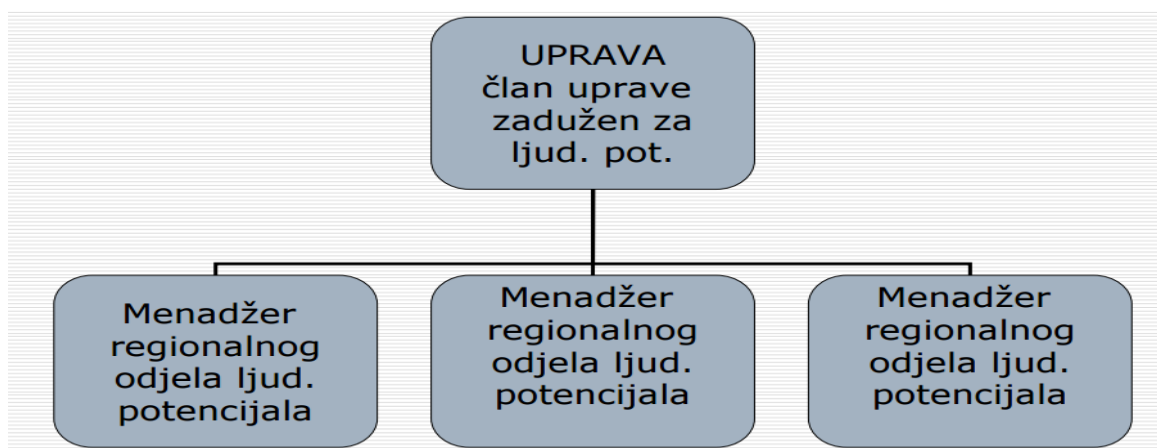 UPRAVA
član uprave
zadužen za
ljud. pot.
Menadžer
regionalnog
odjela ljud.
potencijala
Menadžer
regionalnog
odjela ljud.
potencijala
Menadžer
regionalnog
odjela ljud.
potencijala